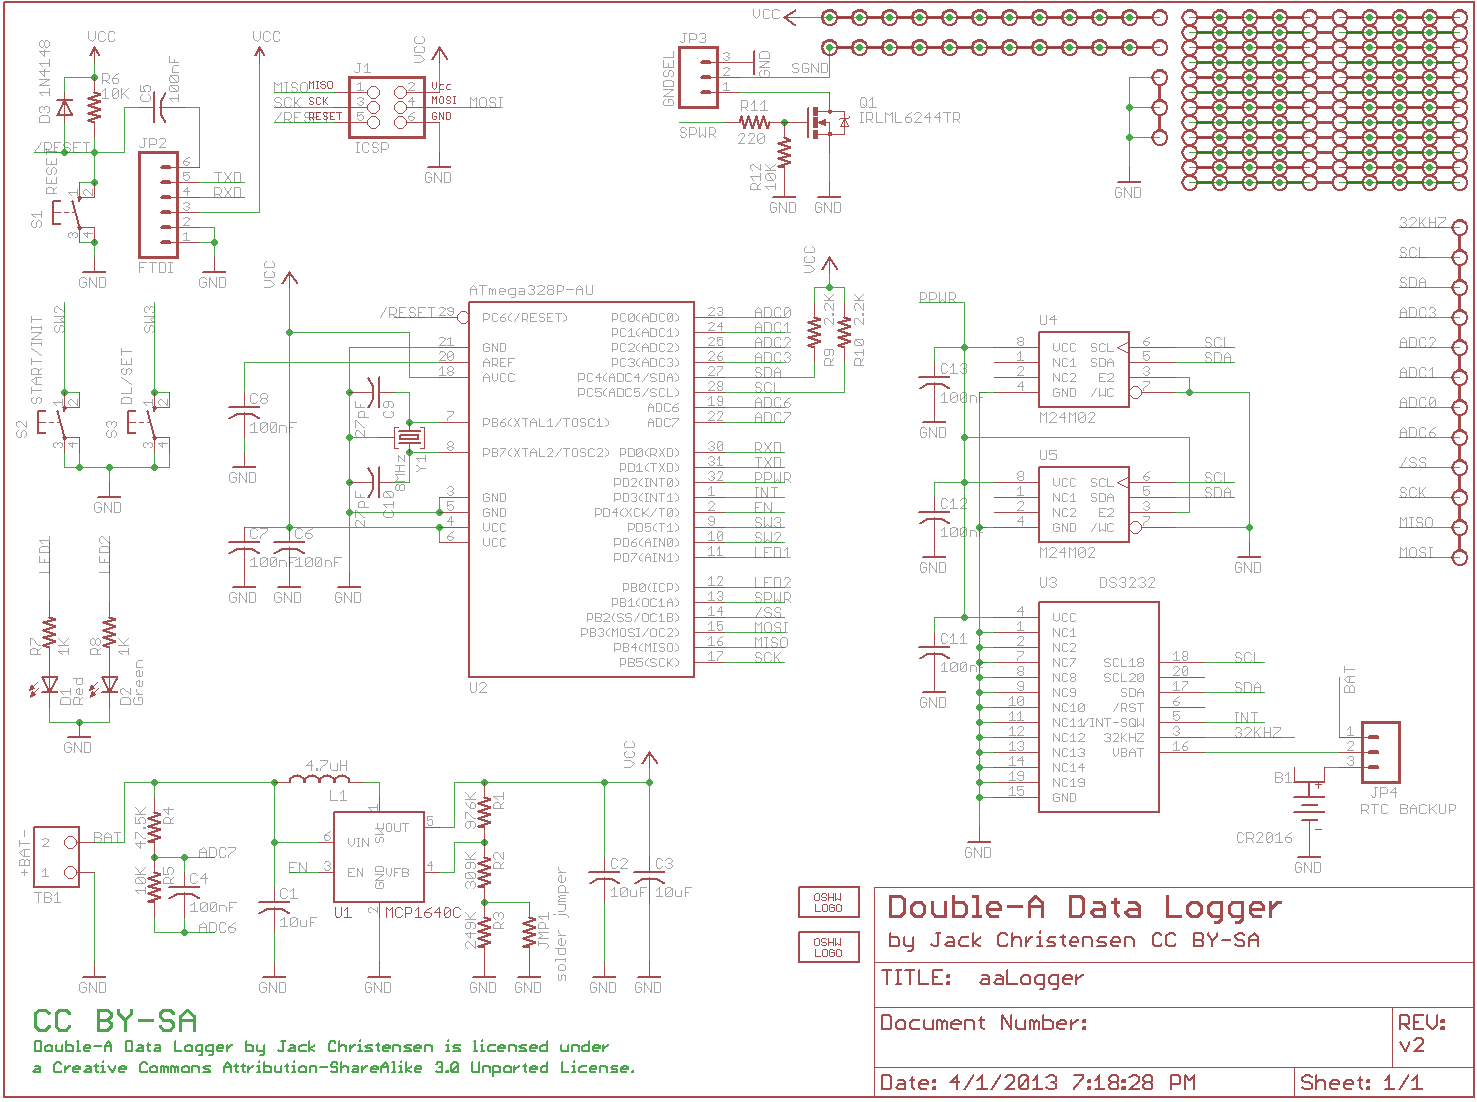 VCC
D3 1N4148
R6
10K
C5
100nF
/RESET
RESET
S1
1
2
3
4
GND
JP2
6
5
4
3
2
1
TXD
RXD
FTDI
GND
VCC
J1
MISO
SCK
/RESET
MISO
SCK
RESET
1
3
5
2
4
6
Vcc
MOSI
GND
MOSI
ICSP
VCC
GND
VCC
JP3
GNDSEL
3
2
1
GND
SGND
R11
220
SPWR
R12
10K
Q1
IRLML6244TR
GND
GND
GND
32KHZ
SCL
SDA
ADC3
ADC2
ADC1
ADC0
ADC6
/SS
SCK
MISO
MOSI
START/INIT
SW2
DL/SET
SW3
S2
1
2
3
4
S3
1
2
3
4
GND
LED1
LED2
R7
1K
R8
1K
D1
Red
D2
Green
GND
VCC
C8
100nF
GND
C7
100nF
C6
100nF
GND
GND
GND
27PF
C9
8MHz
Y1
27PF
C10
ATmega328P-AU
/RESET
29 PC6(/RESET)
21 GND
20 AREF
18 AVCC
7 PB6(XTAL1/TOSC1)
8 PB7(XTAL2/TOSC2)
3 GND
5 GND
4 VCC
6 VCC
PC0(ADC0) 23 ADC0
PC1(ADC1) 24 ADC1
PC2(ADC2) 25 ADC2
PC3(ADC3) 26 ADC3
PC4(ADC4/SDA) 27 SDA
PC5(ADC5/SCL) 28 SCL
ADC6 19 ADC6
ADC7 22 ADC7
PD0(RXD) 30 RXD
PD1(TXD) 31 TXD
PD2(INT0) 32 PPWR
PD3(INT1) 1 INT
PD4(XCK/T0) 2 EN
PD5(T1) 9 SW3
PD6(AIN0) 10 SW2
PD7(AIN1) 11 LED1
PB0(ICP) 12 LED2
PB1(OC1A) 13 SPWR
PB2(SS/OC1B) 14 /SS
PB3(MOSI/OC2) 15 MOSI
PB4(MISO) 16 MISO
PB5(SCK) 17 SCK
U2
VCC
R9
2.2K
R10
2.2K
PPWR
C13
100nF
GND
U4
8 VCC SCL 6 SCL
1 NC1 SDA 5 SDA
2 NC2 E2 3
4 GND /WC 7
M24M02
C12
100nF
GND
U5
8 VCC SCL 6 SCL
1 NC1 SDA 5 SDA
2 NC2 E2 3
4 GND /WC 7
M24M02
GND
C11
100nF
GND
U3
DS3232
4 VCC
1 NC1
2 NC2
7 NC7
8 NC8
9 NC9
10 NC10
11 NC11
12 NC12
13 NC13
14 NC14
19 NC19
15 GND
SCL18 18 SCL
SCL20 20
SDA 17 SDA
/RST 6
/INT-SQW 5 INT
32KHZ 3 32KHZ
VBAT 16
GND
BAT
1
2
3
JP4
RTC BACKUP
B1
+
-
CR2016
GND
+BAT-
2
1
TB1
BAT
GND
47.5K
R4
10K
R5
ADC7
C4
100nF
ADC6
4.7uH
L1
C1
10uF
GND
EN
6 VIN
3 EN
1
SW
VOUT 5
VFB 4
GND
2
U1
MCP1640C
GND
976K
R1
309K
R2
249K
R3
GND
JMP1
solder jumper
GND
VCC
C2
10uF
GND
C3
10uF
GND
CC BY-SA
Double-A Data Logger by Jack Christensen is licensed under
a Creative Commons Attribution-ShareAlike 3.0 Unported License.
OSHW
LOGO
OSHW
LOGO
Double-A Data Logger
by Jack Christensen CC BY-SA
TITLE: aaLogger
Document Number:
REV:
v2
Date: 4/1/2013 7:18:28 PM
Sheet: 1/1